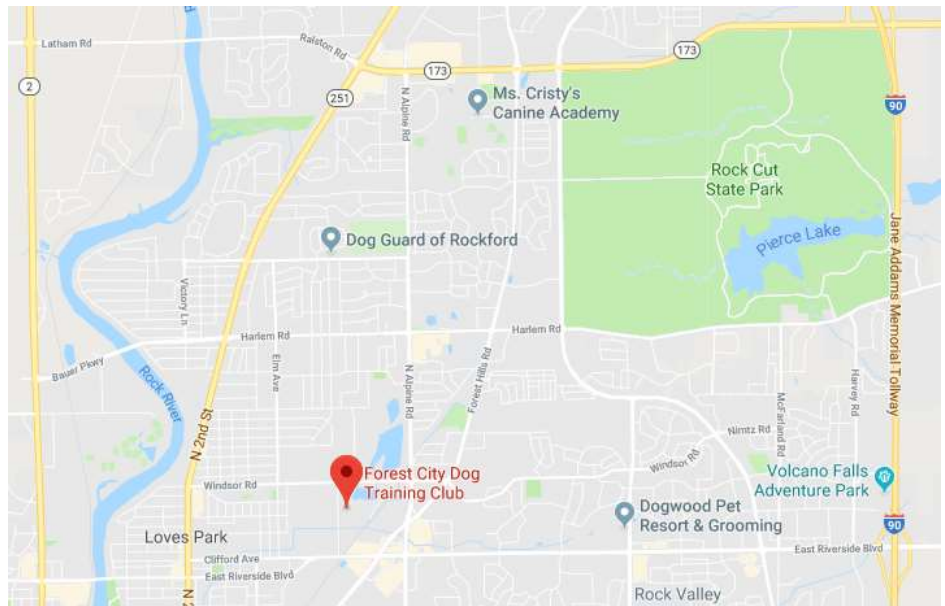 Latham Rd
Ralston Rd
173
173
2
251
N Alpine Rd
Ms. Cristy's
Canine Academy
90
Rock Cut
State Park
Pierce Lake
Jane Addams Memorial Tollway
Dog Guard of Rockford
Victory Ln
Harlem Rd
Harlem Rd
Bauer Pkwy
Elm Ave
N Alpine Rd
Forest Hills Rd
Rock River
N 2nd St
McFarland Rd
Harvey Rd
Nimtz Rd
Windsor Rd
Forest City Dog
Training Club
Windsor Rd
Volcano Falls
Adventure Park
Dogwood Pet
Resort & Grooming
90
Loves Park
Clifford Ave
East Riverside Blvd
East Riverside Blvd
Rock Valley